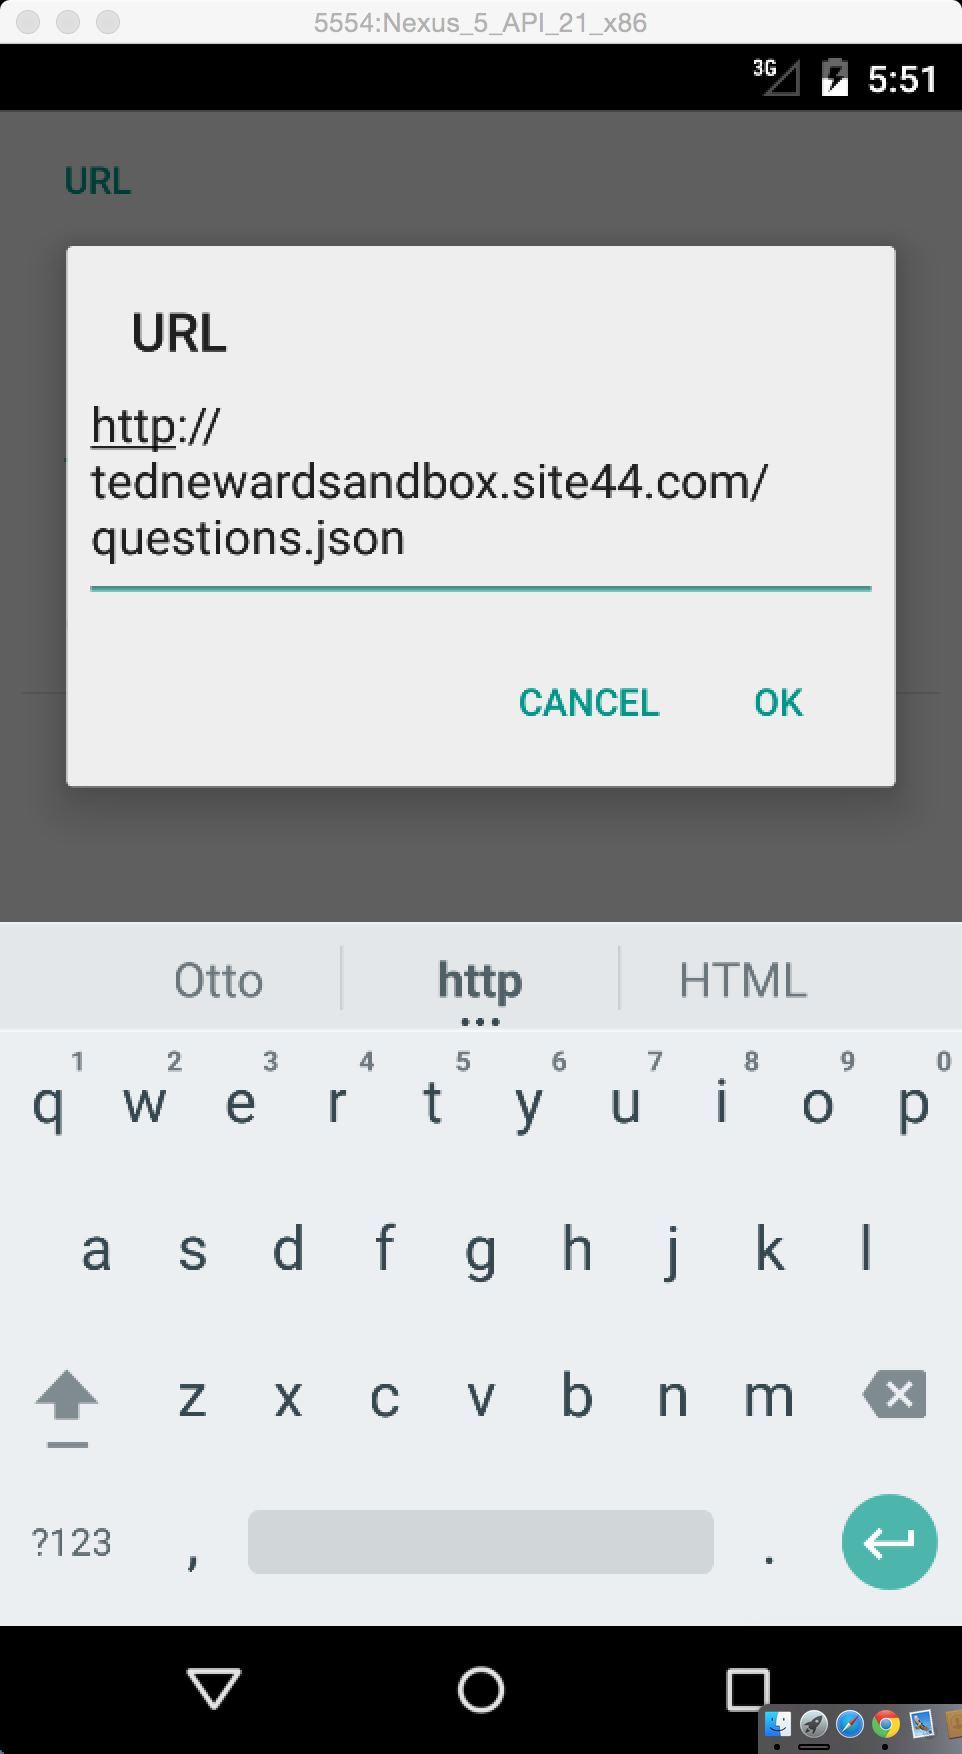 5554:Nexus_5_API_21_x86
3G 5:51
URL
URL
http://
tednewardsandbox.site44.com/
questions.json
CANCEL OK
Otto http HTML
1 2 3 4 5 6 7 8 9 0
q w e r t y u i o p
a s d f g h j k l
z x c v b n m
?123 , .